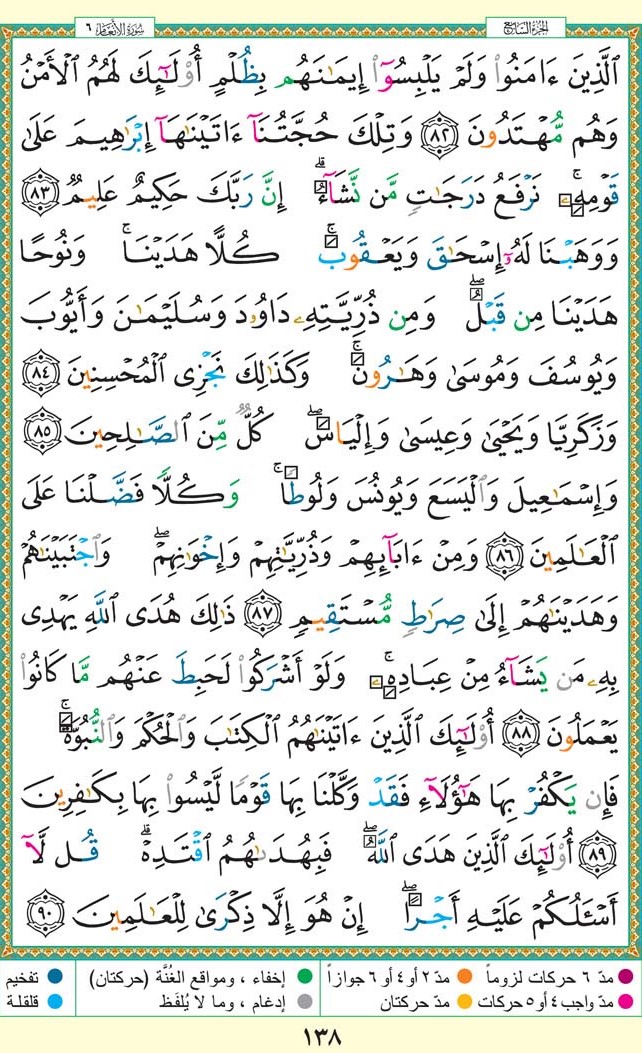 الجزء السابع
سورة الأنعام ٦
ٱلَّذِينَ ءَامَنُوا۟ وَلَمْ يَلْبِسُوٓا۟ إِيمَـٰنَهُم بِظُلْمٍ أُو۟لَـٰٓئِكَ لَهُمُ ٱلْأَمْنُ
وَهُم مُّهْتَدُونَ ٨٢ وَتِلْكَ حُجَّتُنَآ ءَاتَيْنَـٰهَآ إِبْرَٰهِيمَ عَلَىٰ
قَوْمِهِۦ ۚ نَرْفَعُ دَرَجَـٰتٍ مَّن نَّشَآءُ ۗ إِنَّ رَبَّكَ حَكِيمٌ عَلِيمٌ ٨٣
وَوَهَبْنَا لَهُۥٓ إِسْحَـٰقَ وَيَعْقُوبَ ۚ كُلًّا هَدَيْنَا ۚ وَنُوحًا
هَدَيْنَا مِن قَبْلُ ۖ وَمِن ذُرِّيَّتِهِۦ دَاوُۥدَ وَسُلَيْمَـٰنَ وَأَيُّوبَ
وَيُوسُفَ وَمُوسَىٰ وَهَـٰرُونَ ۚ وَكَذَٰلِكَ نَجْزِى ٱلْمُحْسِنِينَ ٨٤
وَزَكَرِيَّا وَيَحْيَىٰ وَعِيسَىٰ وَإِلْيَاسَ ۖ كُلٌّ مِّنَ ٱلصَّـٰلِحِينَ ٨٥
وَإِسْمَـٰعِيلَ وَٱلْيَسَعَ وَيُونُسَ وَلُوطًا ۚ وَكُلًّا فَضَّلْنَا عَلَى
ٱلْعَـٰلَمِينَ ٨٦ وَمِنْ ءَابَآئِهِمْ وَذُرِّيَّـٰتِهِمْ وَإِخْوَٰنِهِمْ ۖ وَٱجْتَبَيْنَـٰهُمْ
وَهَدَيْنَـٰهُمْ إِلَىٰ صِرَٰطٍ مُّسْتَقِيمٍ ٨٧ ذَٰلِكَ هُدَى ٱللَّهِ يَهْدِى
بِهِۦ مَن يَشَآءُ مِنْ عِبَادِهِۦ ۚ وَلَوْ أَشْرَكُوا۟ لَحَبِطَ عَنْهُم مَّا كَانُوا۟
يَعْمَلُونَ ٨٨ أُو۟لَـٰٓئِكَ ٱلَّذِينَ ءَاتَيْنَـٰهُمُ ٱلْكِتَـٰبَ وَٱلْحُكْمَ وَٱلنُّبُوَّةَ ۚ
فَإِن يَكْفُرْ بِهَا هَـٰٓؤُلَآءِ فَقَدْ وَكَّلْنَا بِهَا قَوْمًا لَّيْسُوا۟ بِهَا بِكَـٰفِرِينَ
٨٩ أُو۟لَـٰٓئِكَ ٱلَّذِينَ هَدَى ٱللَّهُ ۖ فَبِهُدَىٰهُمُ ٱقْتَدِهْ ۗ قُل لَّآ
أَسْـَٔلُكُمْ عَلَيْهِ أَجْرًا ۖ إِنْ هُوَ إِلَّا ذِكْرَىٰ لِلْعَـٰلَمِينَ ٩٠
مدّ ٦ حركات لزوماً مدّ ٢ أو ٤ أو ٦ جوازاً إخفاء ، ومواقع الغُنَّة (حركتان) تفخيم
مدّ واجب ٤ أو ٥ حركات مدّ حركتان إدغام ، وما لا يُلفَظ قلقلة
١٣٨